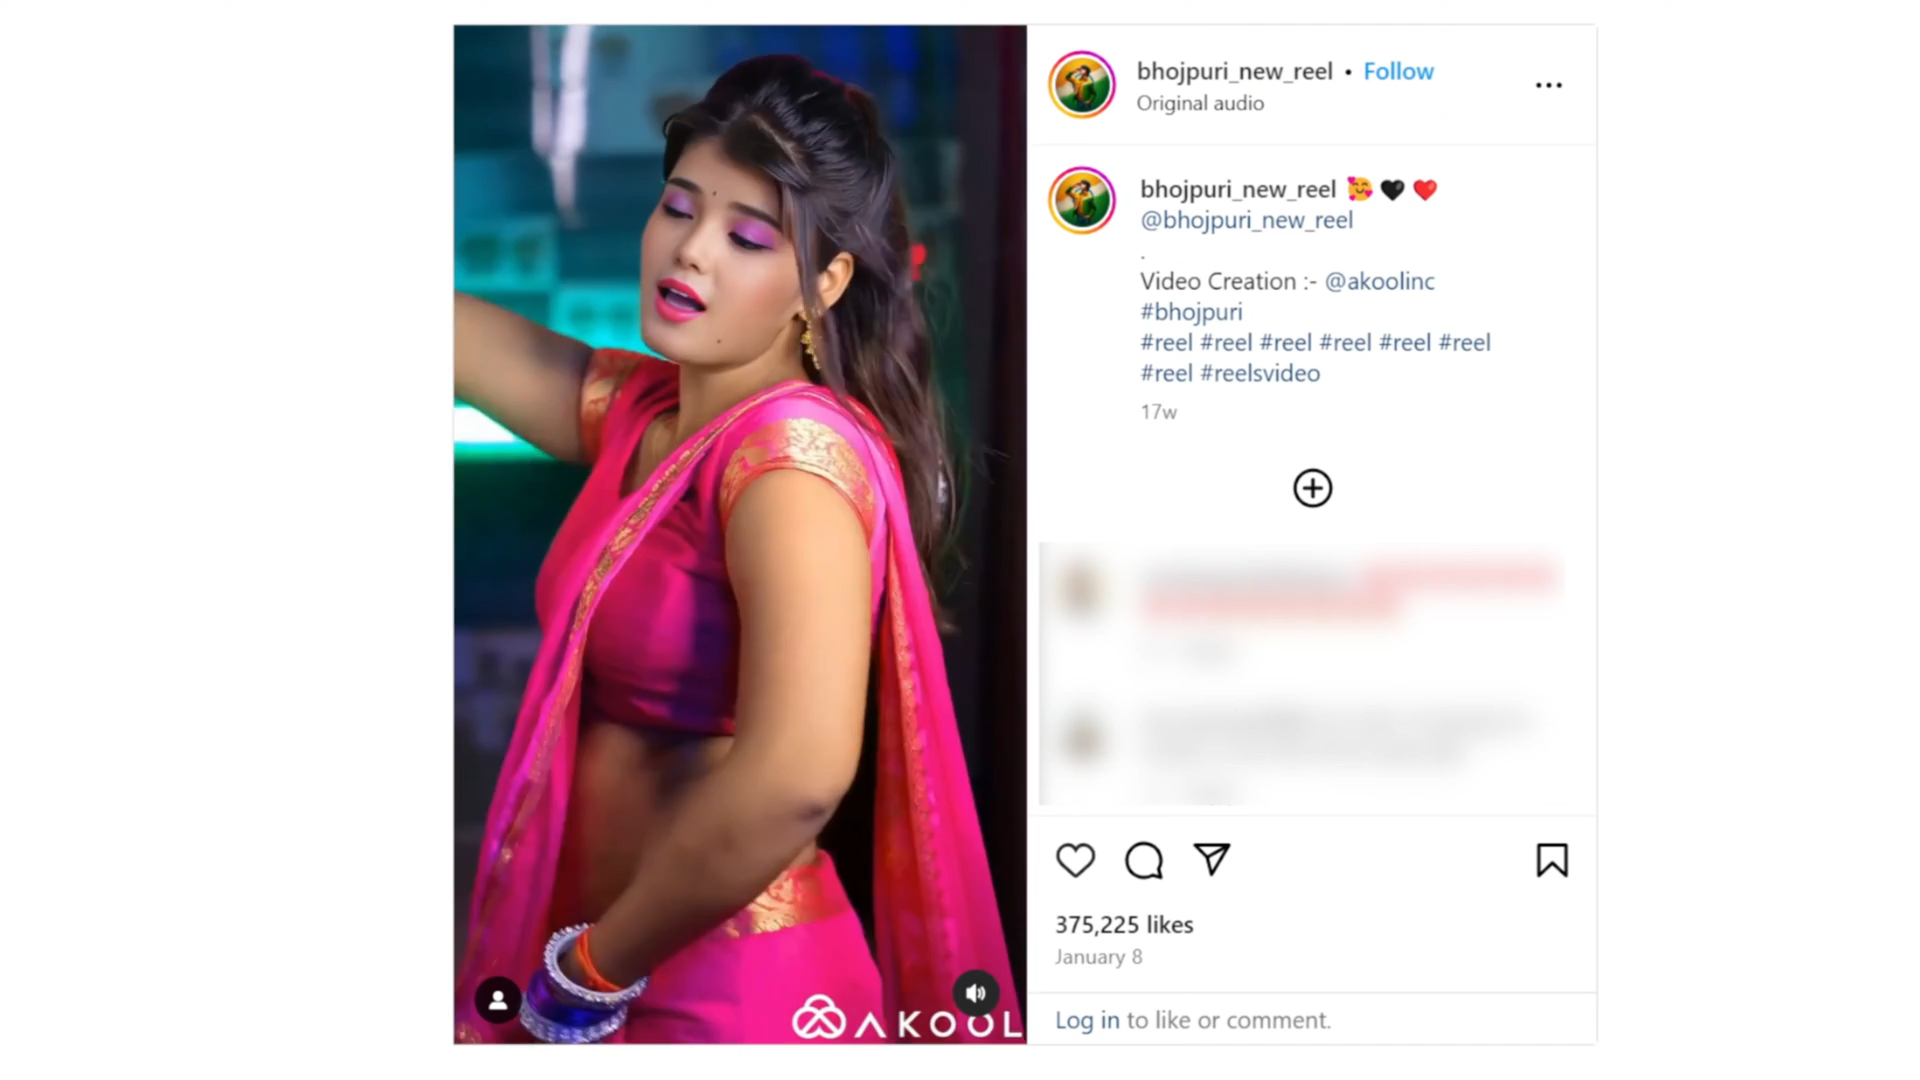 bhojpuri_new_reel • Follow
Original audio
bhojpuri_new_reel 🥰 🖤 ❤️
@bhojpuri_new_reel
.
Video Creation :- @akoolinc
#bhojpuri
#reel #reel #reel #reel #reel #reel
#reel #reelsvideo
17w
375,225 likes
January 8
Log in to like or comment.
AKOOL